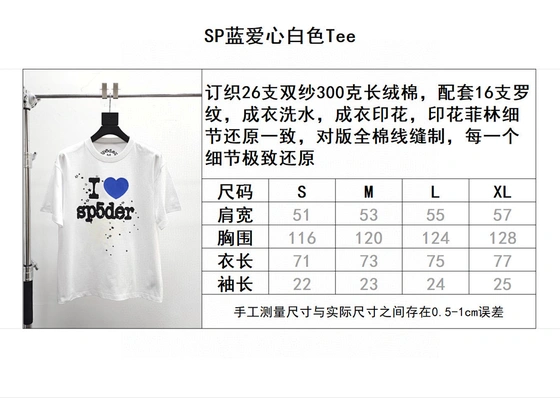 SP蓝爱心白色Tee
订织26支双纱300克长绒棉，配套16支罗
纹，成衣洗水，成衣印花，印花菲林细
节还原一致，对版全棉线缝制，每一个
细节极致还原
I
sp5der
尺码 S M L XL
肩宽 51 53 55 57
胸围 116 120 124 128
衣长 71 73 75 77
袖长 22 23 24 25
手工测量尺寸与实际尺寸之间存在0.5-1cm误差